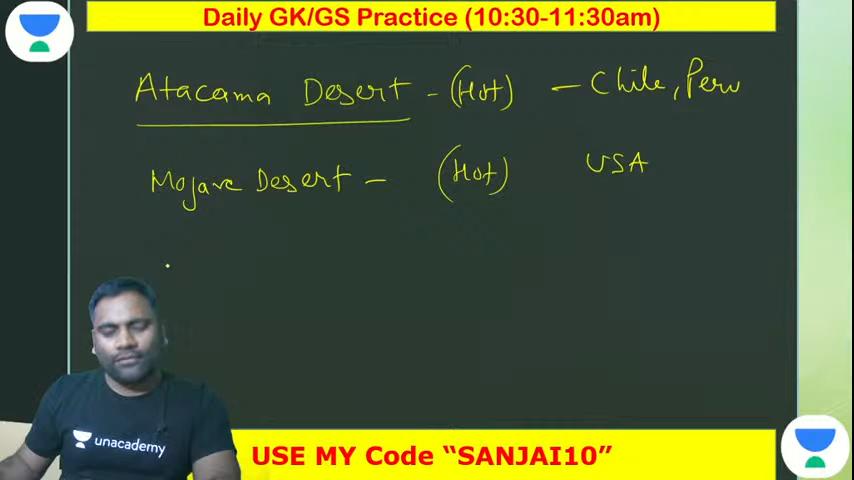 Daily GK/GS Practice (10:30-11:30am)
Atacama Desert - (Hot) - Chile, Peru
Mojave Desert - (Hot) USA
unacademy
USE MY Code “SANJAI10”